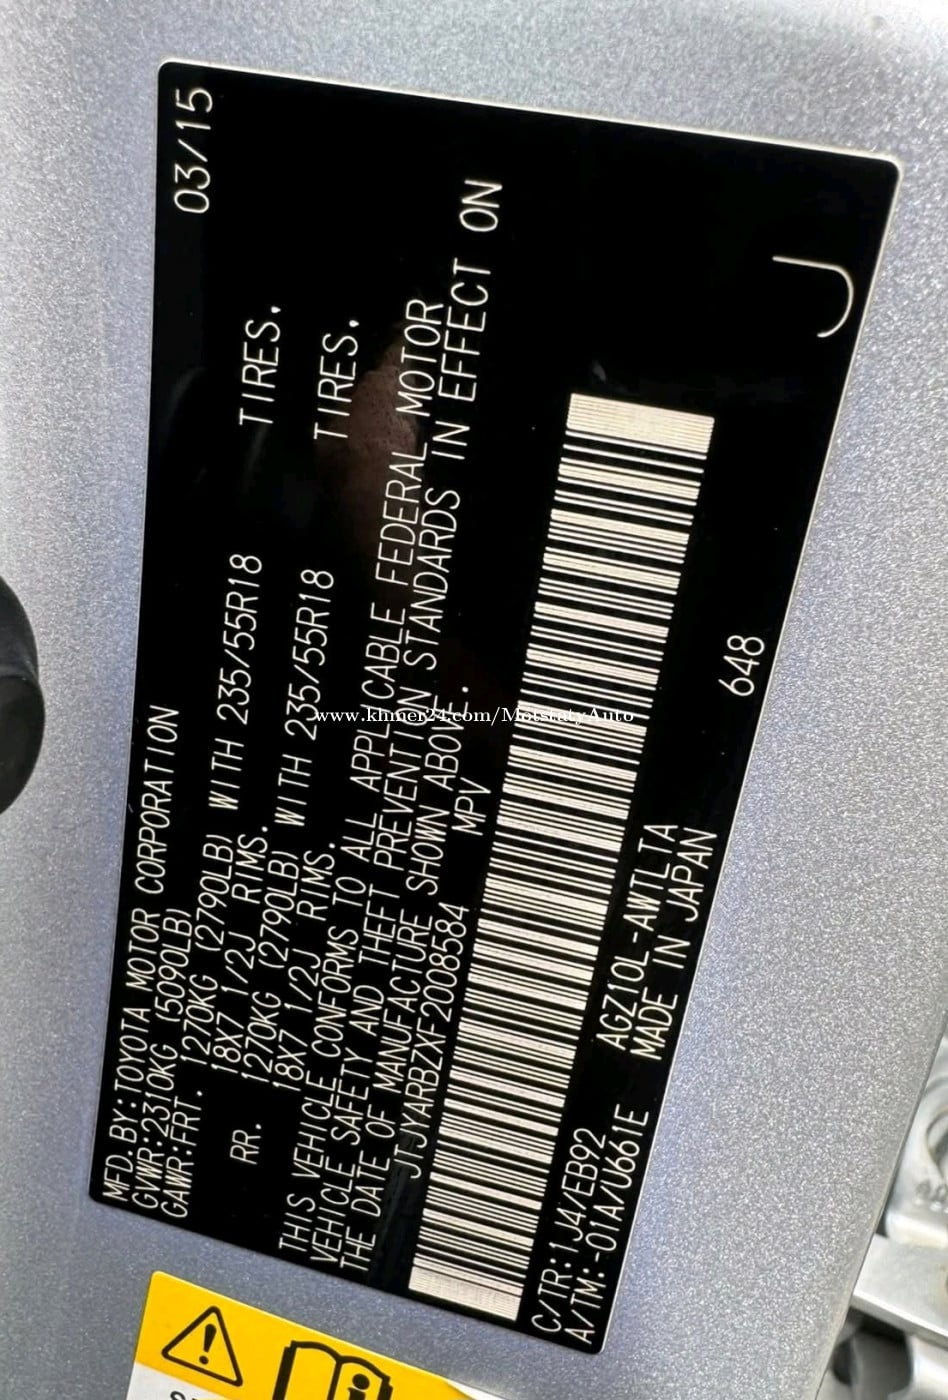 MFD.BY:TOYOTA MOTOR CORPORATION 03/15
GVWR:2310KG (5090LB)
GAWR:FRT. 1270KG (2790LB) WITH 235/55R18 TIRES.
18X7 1/2J RIMS.
RR. 1270KG (2790LB) WITH 235/55R18 TIRES.
18X7 1/2J RIMS.
THIS VEHICLE CONFORMS TO ALL APPLICABLE FEDERAL MOTOR
VEHICLE SAFETY AND THEFT PREVENTION STANDARDS IN EFFECT ON
THE DATE OF MANUFACTURE SHOWN ABOVE.
JTJYARBZXF2008584 MPV
C/TR:1J4/EB92 AGZ10L-AWTLTA 648
A/TM:-01A/U661E MADE IN JAPAN J
www.khmer24.com/MotstatyAuto